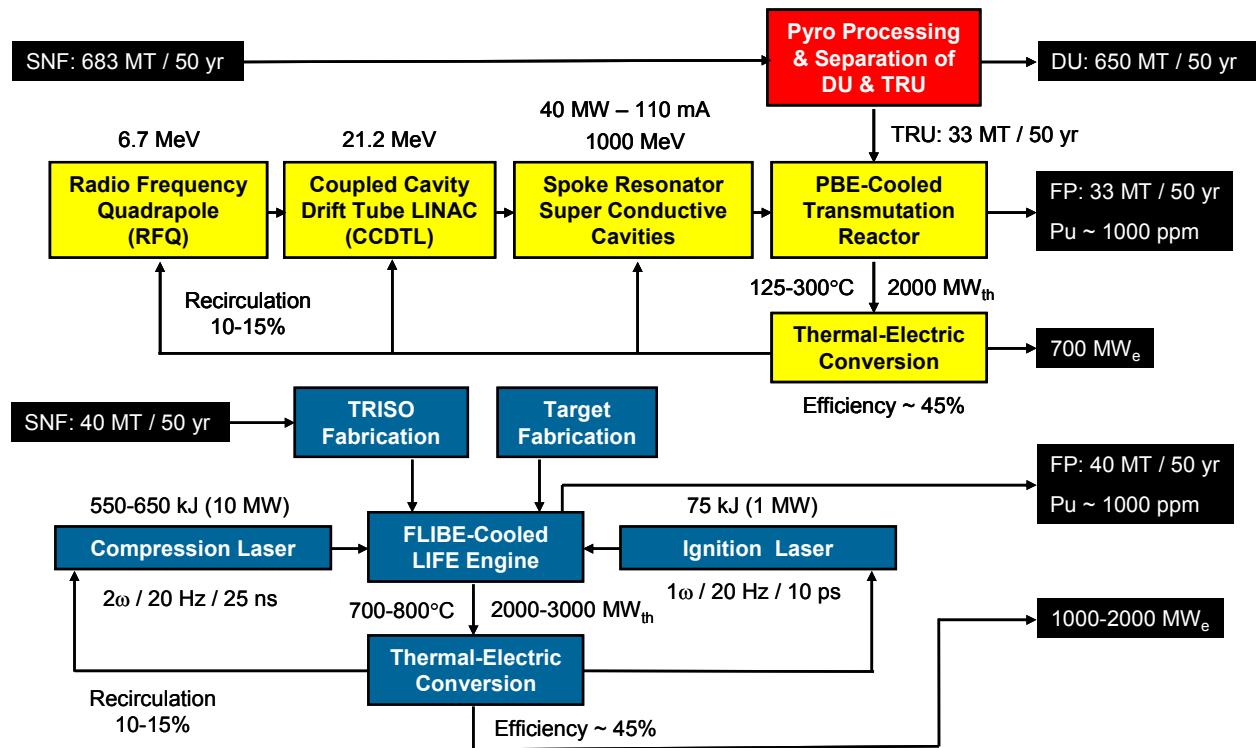 SNF: 683 MT / 50 yr
Pyro Processing
& Separation of
DU & TRU
DU: 650 MT / 50 yr
TRU: 33 MT / 50 yr
6.7 MeV
21.2 MeV
40 MW – 110 mA
1000 MeV
Radio Frequency
Quadrapole
(RFQ)
Coupled Cavity
Drift Tube LINAC
(CCDTL)
Spoke Resonator
Super Conductive
Cavities
PBE-Cooled
Transmutation
Reactor
FP: 33 MT / 50 yr
Pu ~ 1000 ppm
Recirculation
10-15%
125-300°C
2000 MWth
Thermal-Electric
Conversion
700 MWe
Efficiency ~ 45%
SNF: 40 MT / 50 yr
TRISO
Fabrication
Target
Fabrication
FP: 40 MT / 50 yr
Pu ~ 1000 ppm
550-650 kJ (10 MW)
75 kJ (1 MW)
Compression Laser
FLIBE-Cooled
LIFE Engine
Ignition Laser
2ω / 20 Hz / 25 ns
700-800°C
2000-3000 MWth
1ω / 20 Hz / 10 ps
1000-2000 MWe
Thermal-Electric
Conversion
Recirculation
10-15%
Efficiency ~ 45%